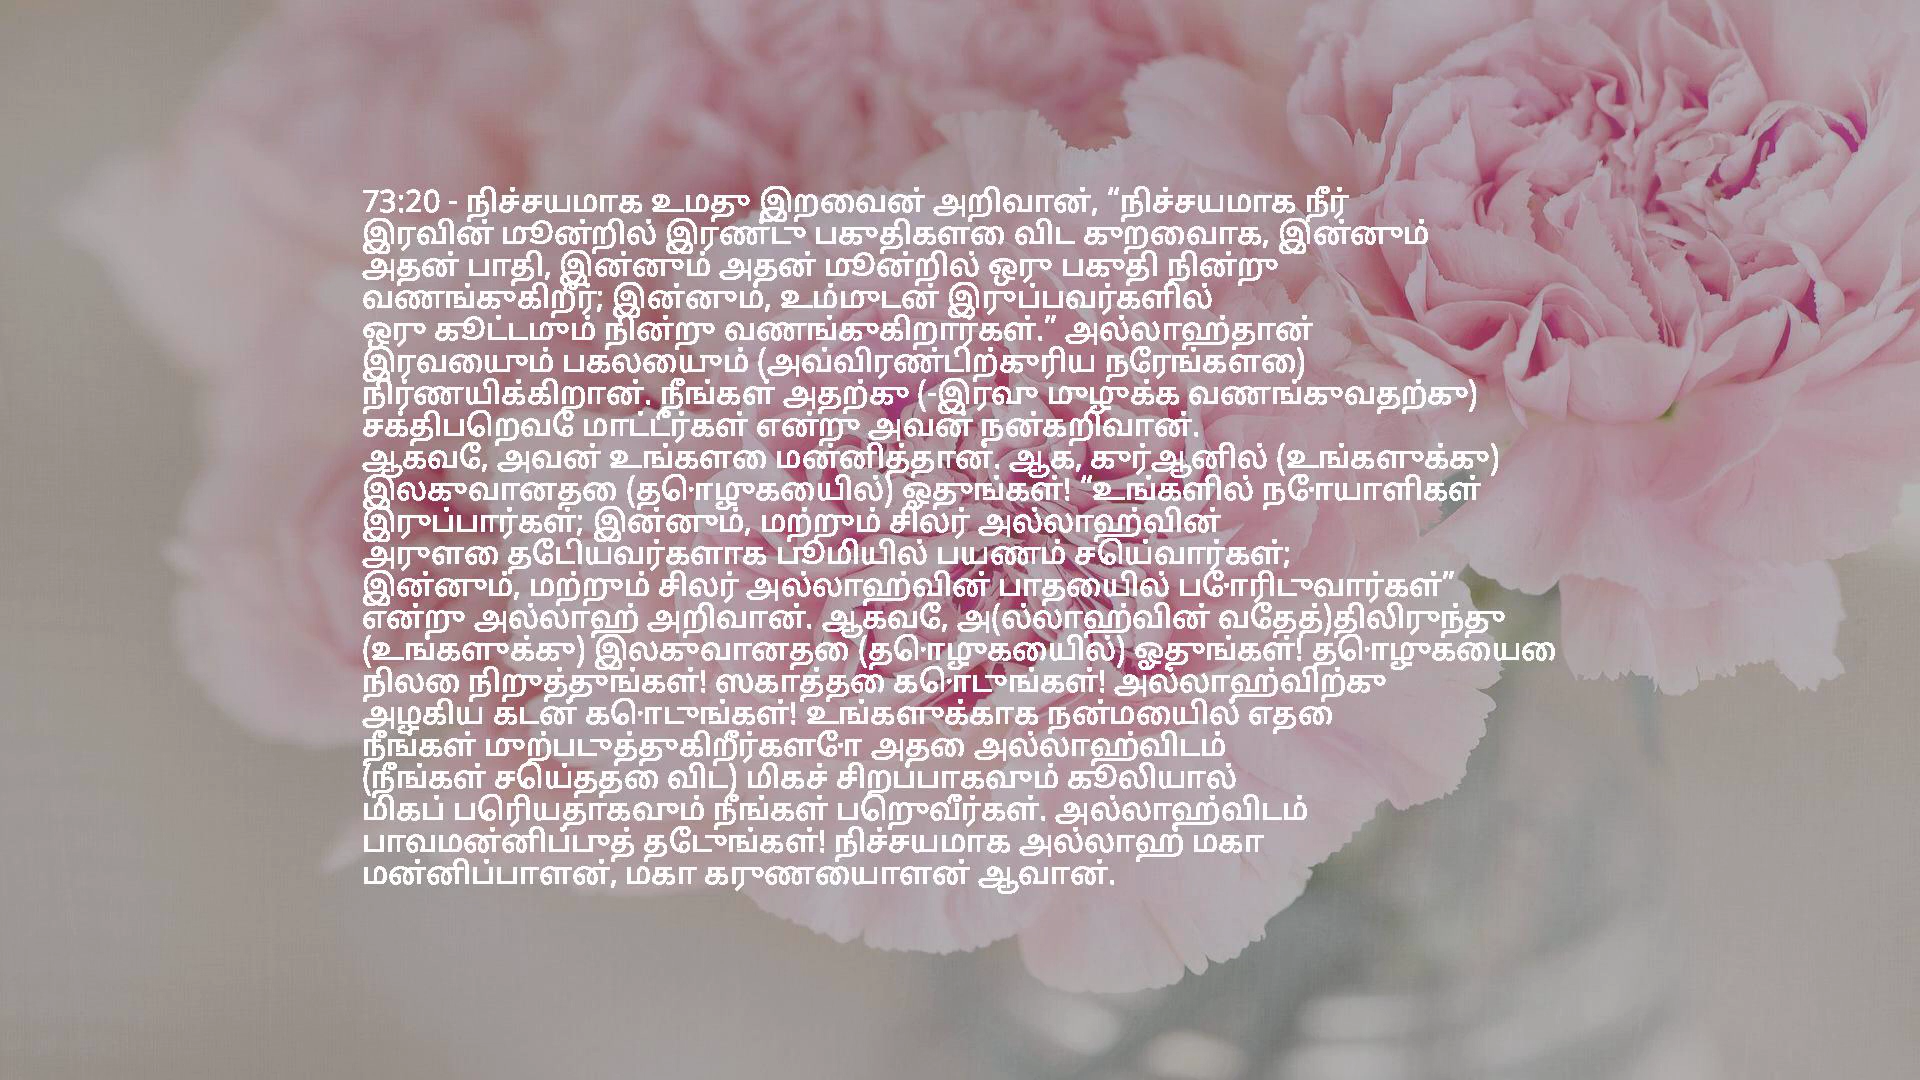 73:20 - நிச்சயமாக உமது இறைவன் அறிவான், “நிச்சயமாக நீர்
இரவின் மூன்றில் இரண்டு பகுதிகளை விட குறைவாக, இன்னும்
அதன் பாதி, இன்னும் அதன் மூன்றில் ஒரு பகுதி நின்று
வணங்குகிறீர்; இன்னும், உம்முடன் இருப்பவர்களில்
ஒரு கூட்டமும் நின்று வணங்குகிறார்கள்.” அல்லாஹ்தான்
இரவையும் பகலையும் (அவ்விரண்டிற்குரிய நேரங்களை)
நிர்ணயிக்கிறான். நீங்கள் அதற்கு (-இரவு முழுக்க வணங்குவதற்கு)
சக்திபெறவே மாட்டீர்கள் என்று அவன் நன்கறிவான்.
ஆகவே, அவன் உங்களை மன்னித்தான். ஆக, குர்ஆனில் (உங்களுக்கு)
இலகுவானதை (தொழுகையில்) ஓதுங்கள்! “உங்களில் நோயாளிகள்
இருப்பார்கள்; இன்னும், மற்றும் சிலர் அல்லாஹ்வின்
அருளை தேடியவர்களாக பூமியில் பயணம் செய்வார்கள்;
இன்னும், மற்றும் சிலர் அல்லாஹ்வின் பாதையில் போரிடுவார்கள்”
என்று அல்லாஹ் அறிவான். ஆகவே, அ(ல்லாஹ்வின் வேதத்)திலிருந்து
(உங்களுக்கு) இலகுவானதை (தொழுகையில்) ஓதுங்கள்! தொழுகையை
நிலை நிறுத்துங்கள்! ஸகாத்தை கொடுங்கள்! அல்லாஹ்விற்கு
அழகிய கடன் கொடுங்கள்! உங்களுக்காக நன்மையில் எதை
நீங்கள் முற்படுத்துகிறீர்களோ அதை அல்லாஹ்விடம்
(நீங்கள் செய்ததை விட) மிகச் சிறப்பாகவும் கூலியால்
மிகப் பெரியதாகவும் நீங்கள் பெறுவீர்கள். அல்லாஹ்விடம்
பாவமன்னிப்புத் தேடுங்கள்! நிச்சயமாக அல்லாஹ் மகா
மன்னிப்பாளன், மகா கருணையாளன் ஆவான்.